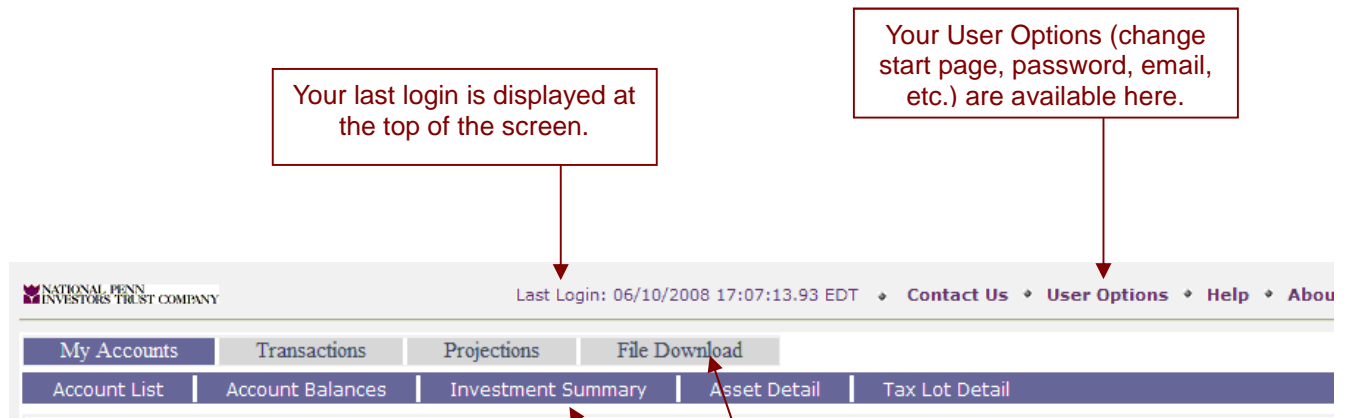 Your User Options (change
start page, password, email,
etc.) are available here.
Your last login is displayed at
the top of the screen.
NATIONAL PENN
INVESTORS TRUST COMPANY
Last Login: 06/10/2008 17:07:13.93 EDT • Contact Us • User Options • Help • Abou
My Accounts Transactions Projections File Download
Account List Account Balances Investment Summary Asset Detail Tax Lot Detail